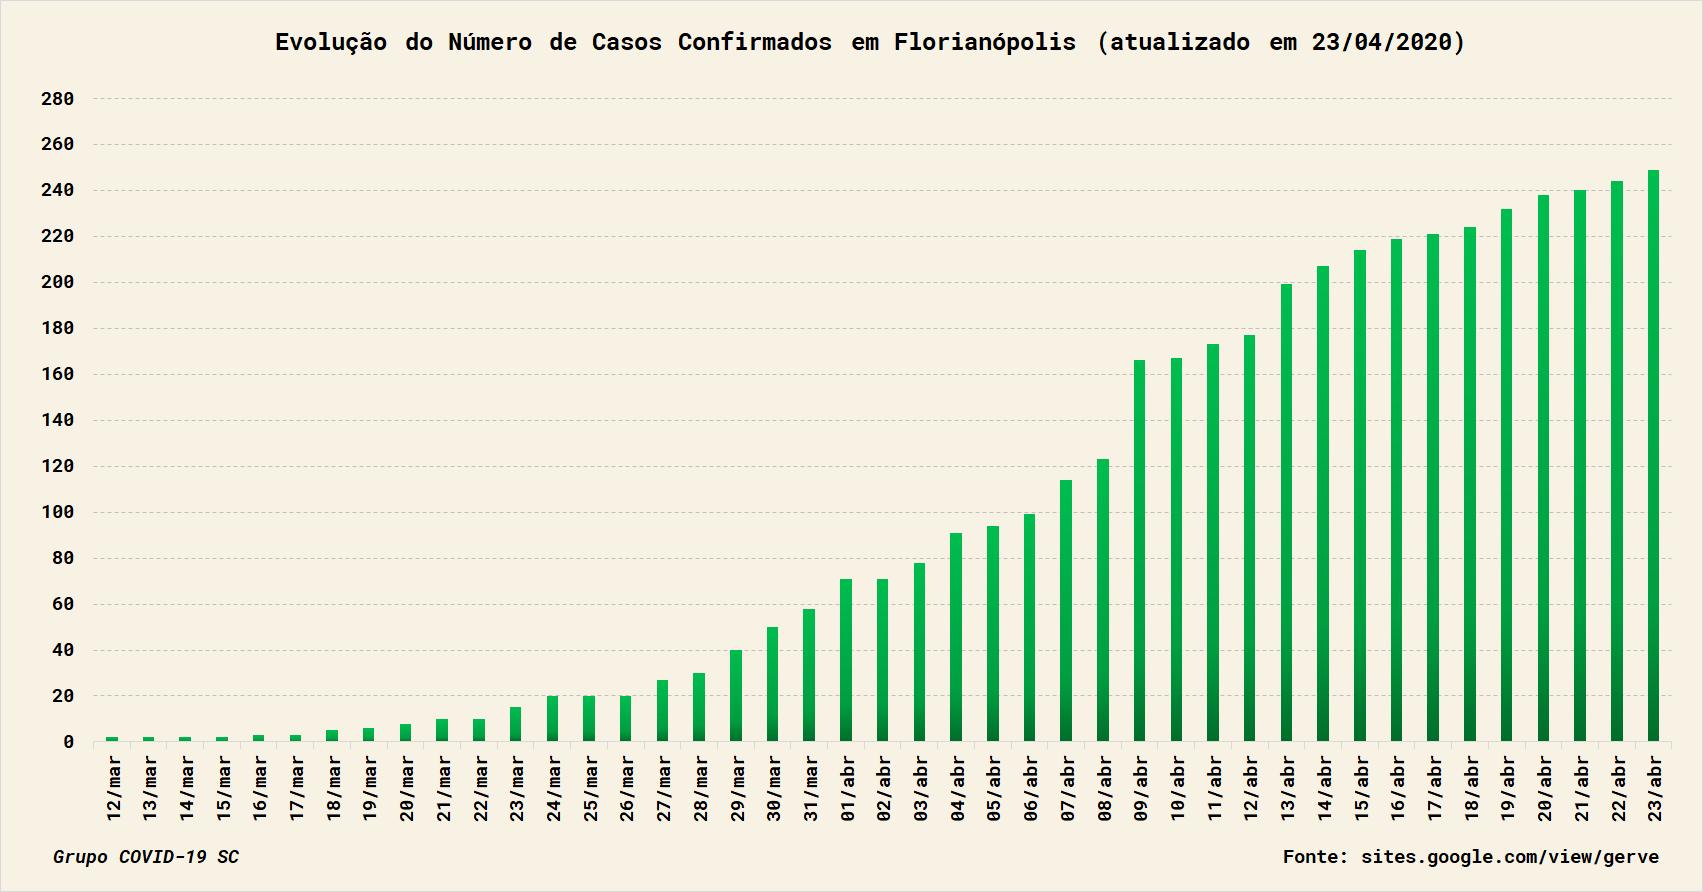 Evolução do Número de Casos Confirmados em Florianópolis (atualizado em 23/04/2020)
280
260
240
220
200
180
160
140
120
100
80
60
40
20
0
12/mar
13/mar
14/mar
15/mar
16/mar
17/mar
18/mar
19/mar
20/mar
21/mar
22/mar
23/mar
24/mar
25/mar
26/mar
27/mar
28/mar
29/mar
30/mar
31/mar
01/abr
02/abr
03/abr
04/abr
05/abr
06/abr
07/abr
08/abr
09/abr
10/abr
11/abr
12/abr
13/abr
14/abr
15/abr
16/abr
17/abr
18/abr
19/abr
20/abr
21/abr
22/abr
23/abr
Grupo COVID-19 SC
Fonte: sites.google.com/view/gerve